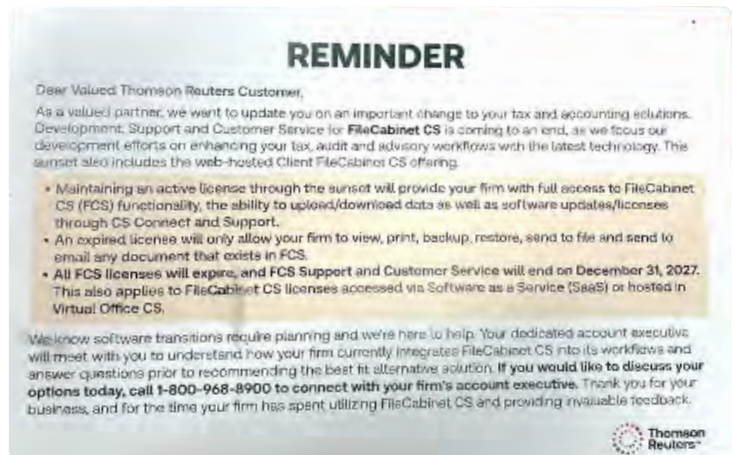 REMINDER
Dear Valued Thomson Reuters Customer,
As a valued partner, we want to update you on an important change to your tax and accounting solutions.
Development, Support and Customer Service for FileCabinet CS is coming to an end, as we focus our
development efforts on enhancing your tax, audit and advisory workflows with the latest technology. This
sunset also includes the web-hosted Client FileCabinet CS offering.
• Maintaining an active license through the sunset will provide your firm with full access to FileCabinet
CS (FCS) functionality, the ability to upload/download data as well as software updates/licenses
through CS Connect and Support.
• An expired license will only allow your firm to view, print, backup, restore, send to file and send to
email any document that exists in FCS.
• All FCS licenses will expire, and FCS Support and Customer Service will end on December 31, 2027.
This also applies to FileCabinet CS licenses accessed via Software as a Service (SaaS) or hosted in
Virtual Office CS.
We know software transitions require planning and we're here to help. Your dedicated account executive
will meet with you to understand how your firm currently integrates FileCabinet CS into its workflows and
answer questions prior to recommending the best fit alternative solution. If you would like to discuss your
options today, call 1-800-968-8900 to connect with your firm's account executive. Thank you for your
business, and for the time your firm has spent utilizing FileCabinet CS and providing invaluable feedback.
Thomson
Reuters™